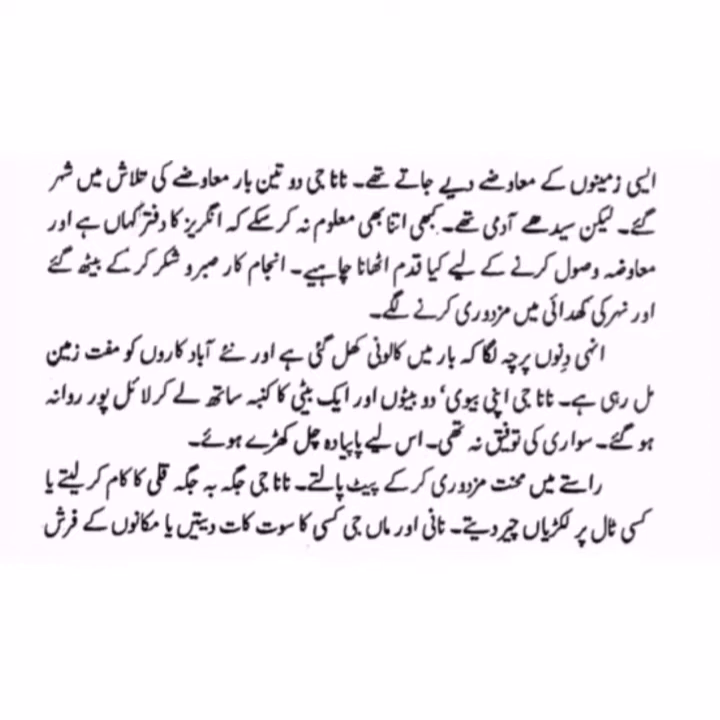 ایسی زمینوں کے معاوضے دیے جاتے تھے۔ نانا جی دو تین بار معاوضے کی تلاش میں شہر
گئے۔ لیکن سیدھے آدمی تھے۔ کبھی اتنا بھی معلوم نہ کر سکے کہ انگریز کا دفتر کہاں ہے اور
معاوضہ وصول کرنے کے لیے کیا قدم اٹھانا چاہیے۔ انجام کار صبر و شکر کر کے بیٹھ گئے
اور نہر کی کھدائی میں مزدوری کرنے لگے۔
انہی دنوں پرچہ لگا کہ بار میں کالونی کھل گئی ہے اور نئے آباد کاروں کو مفت زمین
مل رہی ہے۔ نانا جی اپنی بیوی، دو بیٹوں اور ایک بیٹی کا کنبہ ساتھ لے کر لائل پور روانہ
ہو گئے۔ سواری کی توفیق نہ تھی۔ اس لیے پاپیادہ چل کھڑے ہوئے۔
راستے میں محنت مزدوری کر کے پیٹ پالتے۔ نانا جی جگہ بہ جگہ قلی کا کام کر لیتے یا
کسی ٹال پر لکڑیاں چیر دیتے۔ نانی اور ماں جی کسی کا سوت کات دیتیں یا مکانوں کے فرش